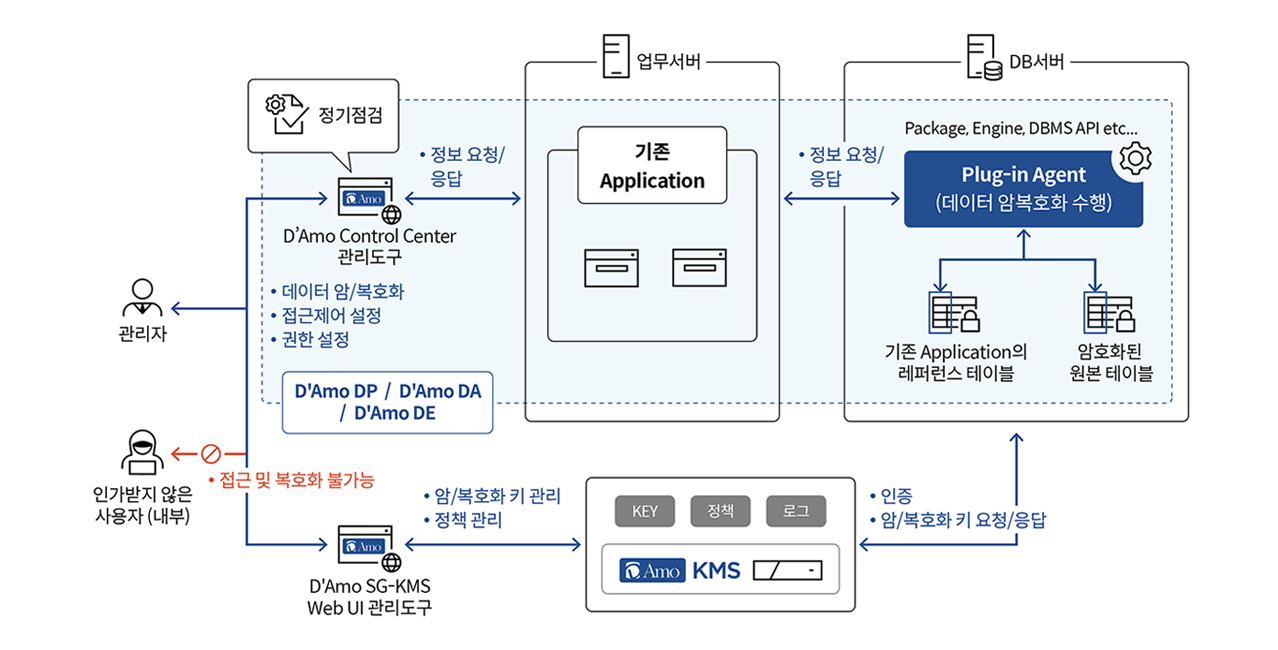 업무서버
DB서버
정기점검
Package, Engine, DBMS API etc...
• 정보 요청/
응답
기존
Application
• 정보 요청/
응답
Plug-in Agent
(데이터 암복호화 수행)
D'Amo
D’Amo Control Center
관리도구
• 데이터 암/복호화
• 접근제어 설정
• 권한 설정
관리자
기존 Application의
레퍼런스 테이블
암호화된
원본 테이블
D'Amo DP / D'Amo DA
/ D'Amo DE
• 접근 및 복호화 불가능
인가받지 않은
사용자 (내부)
• 암/복호화 키 관리
• 정책 관리
KEY
정책
로그
• 인증
• 암/복호화 키 요청/응답
D'Amo
D'Amo KMS
D'Amo SG-KMS
Web UI 관리도구